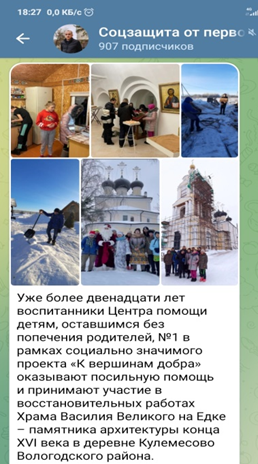 18:27 0,0 КБ/с
Соцзащита от перво
907 подписчиков
Уже более двенадцати лет
воспитанники Центра помощи
детям, оставшимся без
попечения родителей, №1 в
рамках социально значимого
проекта «К вершинам добра»
оказывают посильную помощь
и принимают участие в
восстановительных работах
Храма Василия Великого на Едке
– памятника архитектуры конца
XVI века в деревне Кулемесово
Вологодского района.